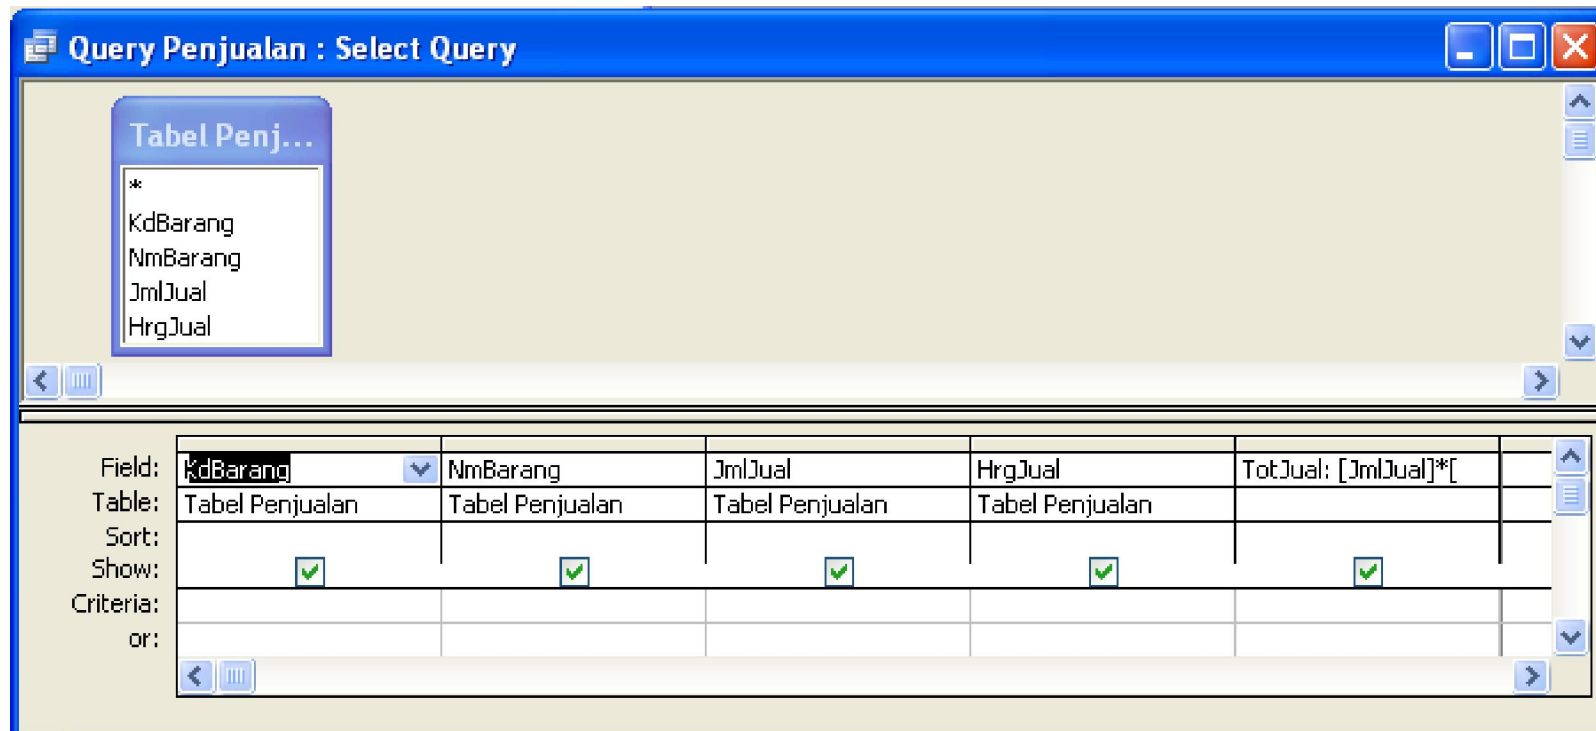 Query Penjualan : Select Query
Tabel Penj...
*
KdBarang
NmBarang
JmlJual
HrgJual
Field: KdBarang NmBarang JmlJual HrgJual TotJual: [JmlJual]*[
Table: Tabel Penjualan Tabel Penjualan Tabel Penjualan Tabel Penjualan
Sort:
Show:
Criteria:
or: